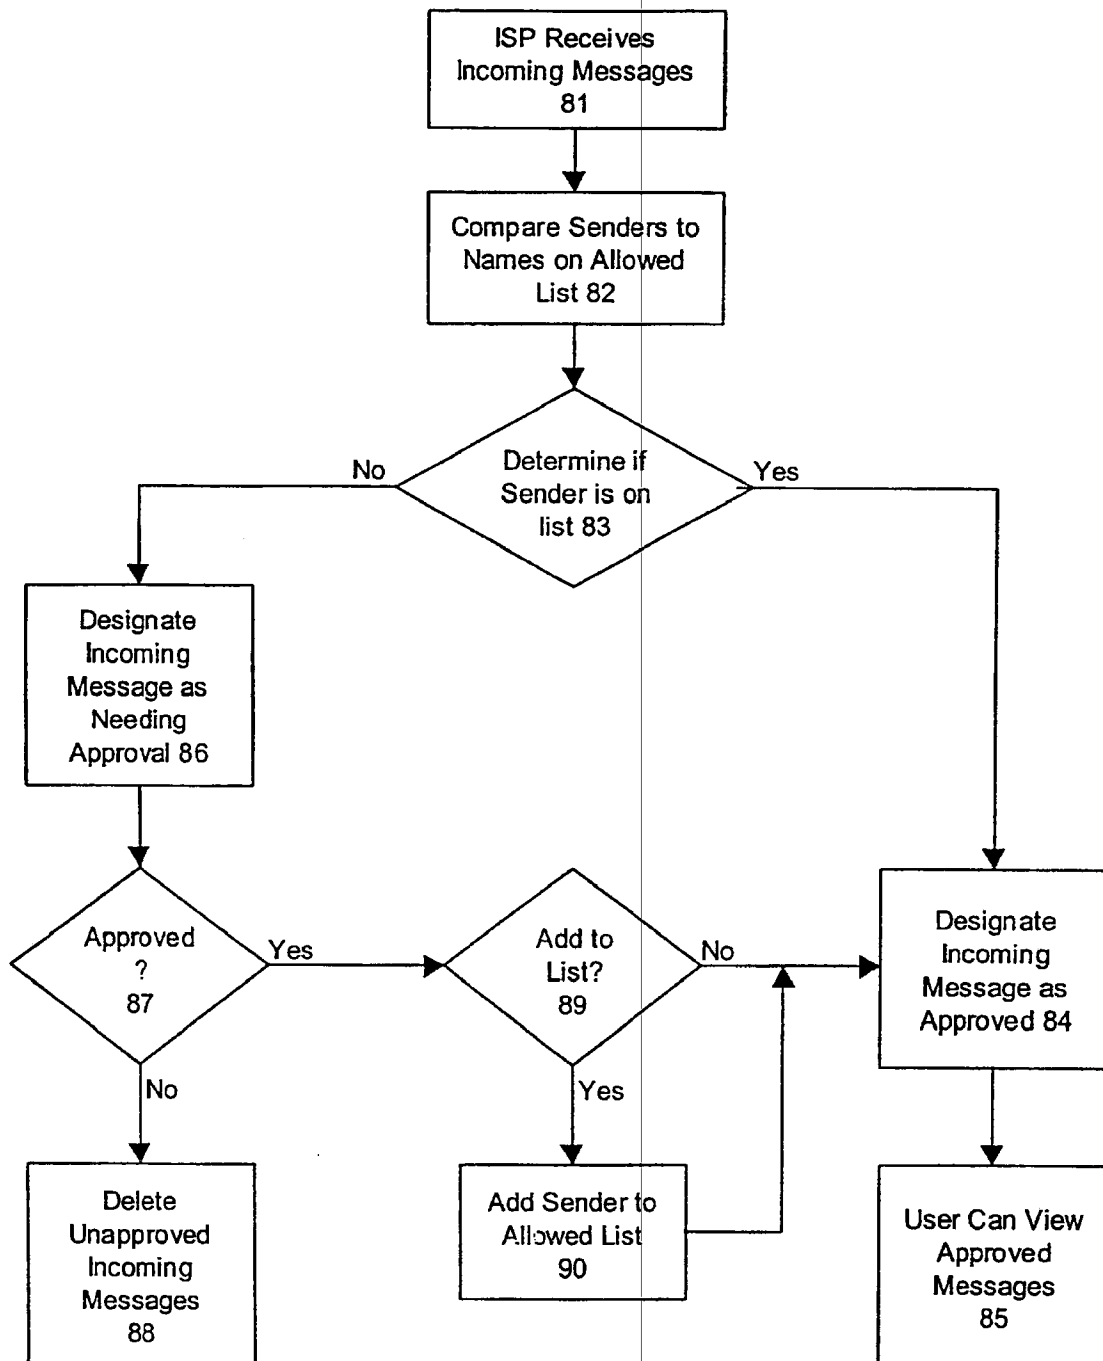 ISP Receives
Incoming Messages
81
Compare Senders to
Names on Allowed
List 82
No
Determine if
Sender is on
list 83
Yes
Designate
Incoming
Message as
Needing
Approval 86
Approved
?
87
Yes
Add to
List?
89
No
Designate
Incoming
Message as
Approved 84
No
Yes
Delete
Unapproved
Incoming
Messages
88
Add Sender to
Allowed List
90
User Can View
Approved
Messages
85